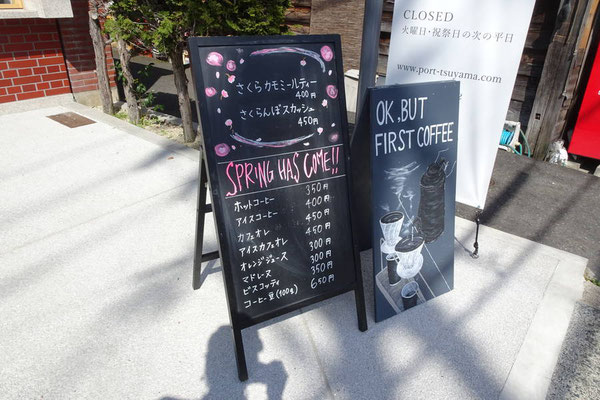 さくらカモミールティー
400円
さくらんぼスカッシュ
450円
SPRING HAS COME!!
ホットコーヒー 350円
アイスコーヒー 400円
カフェオレ 450円
アイスカフェオレ 450円
オレンジジュース 300円
マドレーヌ 300円
ビスコッティ 350円
コーヒー豆(100g) 650円
OK, BUT
FIRST COFFEE
CLOSED
火曜日・祝祭日の次の平日
www.port-tsuyama.com